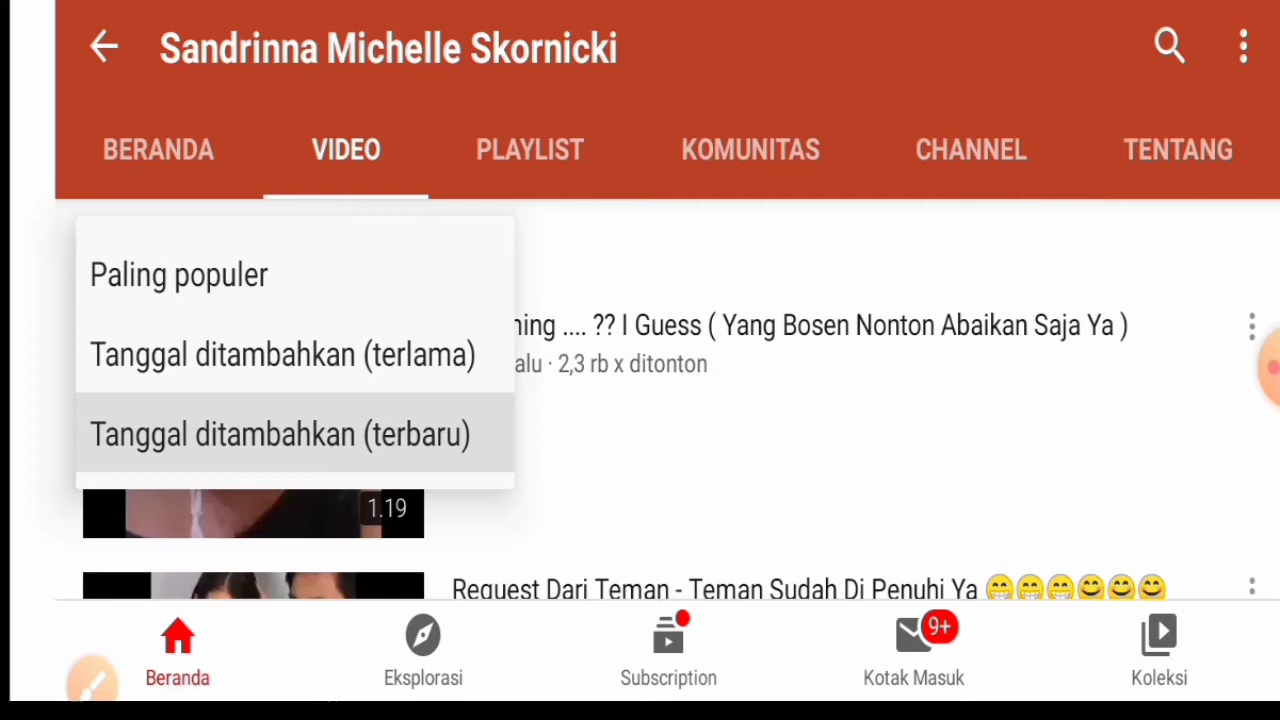 Sandrinna Michelle Skornicki
BERANDA VIDEO PLAYLIST KOMUNITAS CHANNEL TENTANG
Paling populer
Tanggal ditambahkan (terlama)
Tanggal ditambahkan (terbaru)
.... ?? I Guess ( Yang Bosen Nonton Abaikan Saja Ya )
· 2,3 rb x ditonton
1.19
Request Dari Teman - Teman Sudah Di Penuhi Ya 😁😁😁😊😊😊
9+
Beranda Eksplorasi Subscription Kotak Masuk Koleksi